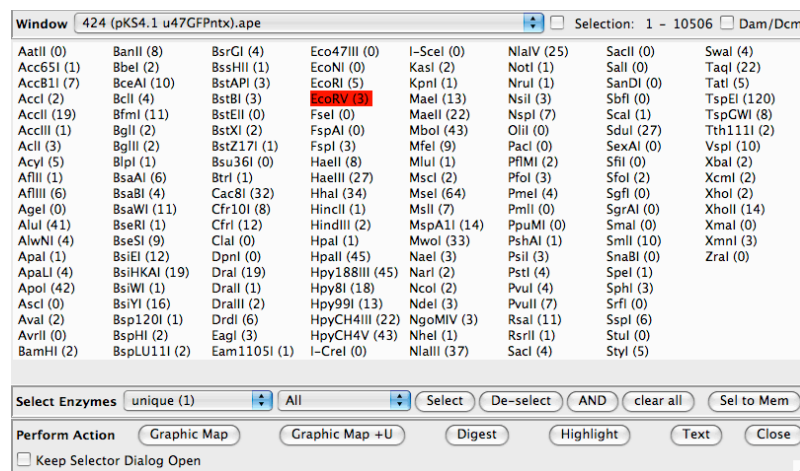 Window 424 (pKS4.1 u47GFPntx).ape Selection: 1 - 10506 Dam/Dcm
AatII (0) BanII (8) BsrGI (4) Eco47III (0) I-SceI (0) NlaIV (25) SacII (0) SwaI (4)
Acc65I (1) BbeI (2) BssHII (1) EcoNI (0) KasI (2) NotI (1) SalI (0) TaqI (22)
AccB1I (7) BceAI (10) BstAPI (3) EcoRI (5) KpnI (1) NruI (1) SanDI (0) TatI (5)
AccI (2) BclI (4) BstBI (3) EcoRV (3) MaeI (13) NsiI (3) SbfI (0) TspEI (120)
AccII (19) BfmI (11) BstEII (0) FseI (0) MaeII (22) NspI (7) ScaI (1) TspGWI (8)
AccIII (1) BglI (2) BstXI (2) FspAI (0) MboI (43) OliI (0) SduI (27) Tth111I (2)
AclI (3) BglII (2) BstZ17I (1) FspI (3) MfeI (9) PacI (0) SexAI (0) VspI (10)
AcyI (5) BlpI (1) Bsu36I (0) HaeII (8) MluI (1) PflMI (2) SfiI (0) XbaI (2)
AflII (1) BsaAI (6) BtrI (1) HaeIII (27) MscI (2) PfoI (3) SfoI (2) XcmI (2)
AflIII (6) BsaBI (4) Cac8I (32) HhaI (34) MseI (64) PmeI (4) SgfI (0) XhoI (2)
AgeI (0) BsaWI (11) Cfr10I (8) HincII (1) MslI (7) PmlI (0) SgrAI (0) XhoII (14)
AluI (41) BseRI (1) CfrI (12) HindIII (2) MspA1I (14) PpuMI (0) SmaI (0) XmaI (0)
AlwNI (4) BseSI (9) ClaI (0) HpaI (1) MwoI (33) PshAI (1) SmlI (10) XmnI (3)
ApaI (1) BsiEI (12) DpnI (0) HpaII (45) NaeI (3) PsiI (3) SnaBI (0) ZraI (0)
ApaLI (4) BsiHKAI (19) DraI (19) Hpy188III (45) NarI (2) PstI (4) SpeI (1)
ApoI (42) BsiWI (1) DraII (1) Hpy8I (18) NcoI (2) PvuI (4) SphI (3)
AscI (0) BsiYI (16) DraIII (2) Hpy99I (13) NdeI (3) PvuII (7) SrfI (0)
AvaI (2) Bsp120I (1) DrdI (6) HpyCH4III (22) NgoMIV (3) RsaI (11) SspI (6)
AvrII (0) BspHI (2) EagI (3) HpyCH4V (43) NheI (1) RsrII (1) StuI (0)
BamHI (2) BspLU11I (2) Eam1105I (1) I-CreI (0) NlaIII (37) SacI (4) StyI (5)
Select Enzymes unique (1) All Select De-select AND clear all Sel to Mem
Perform Action Graphic Map Graphic Map +U Digest Highlight Text Close
Keep Selector Dialog Open